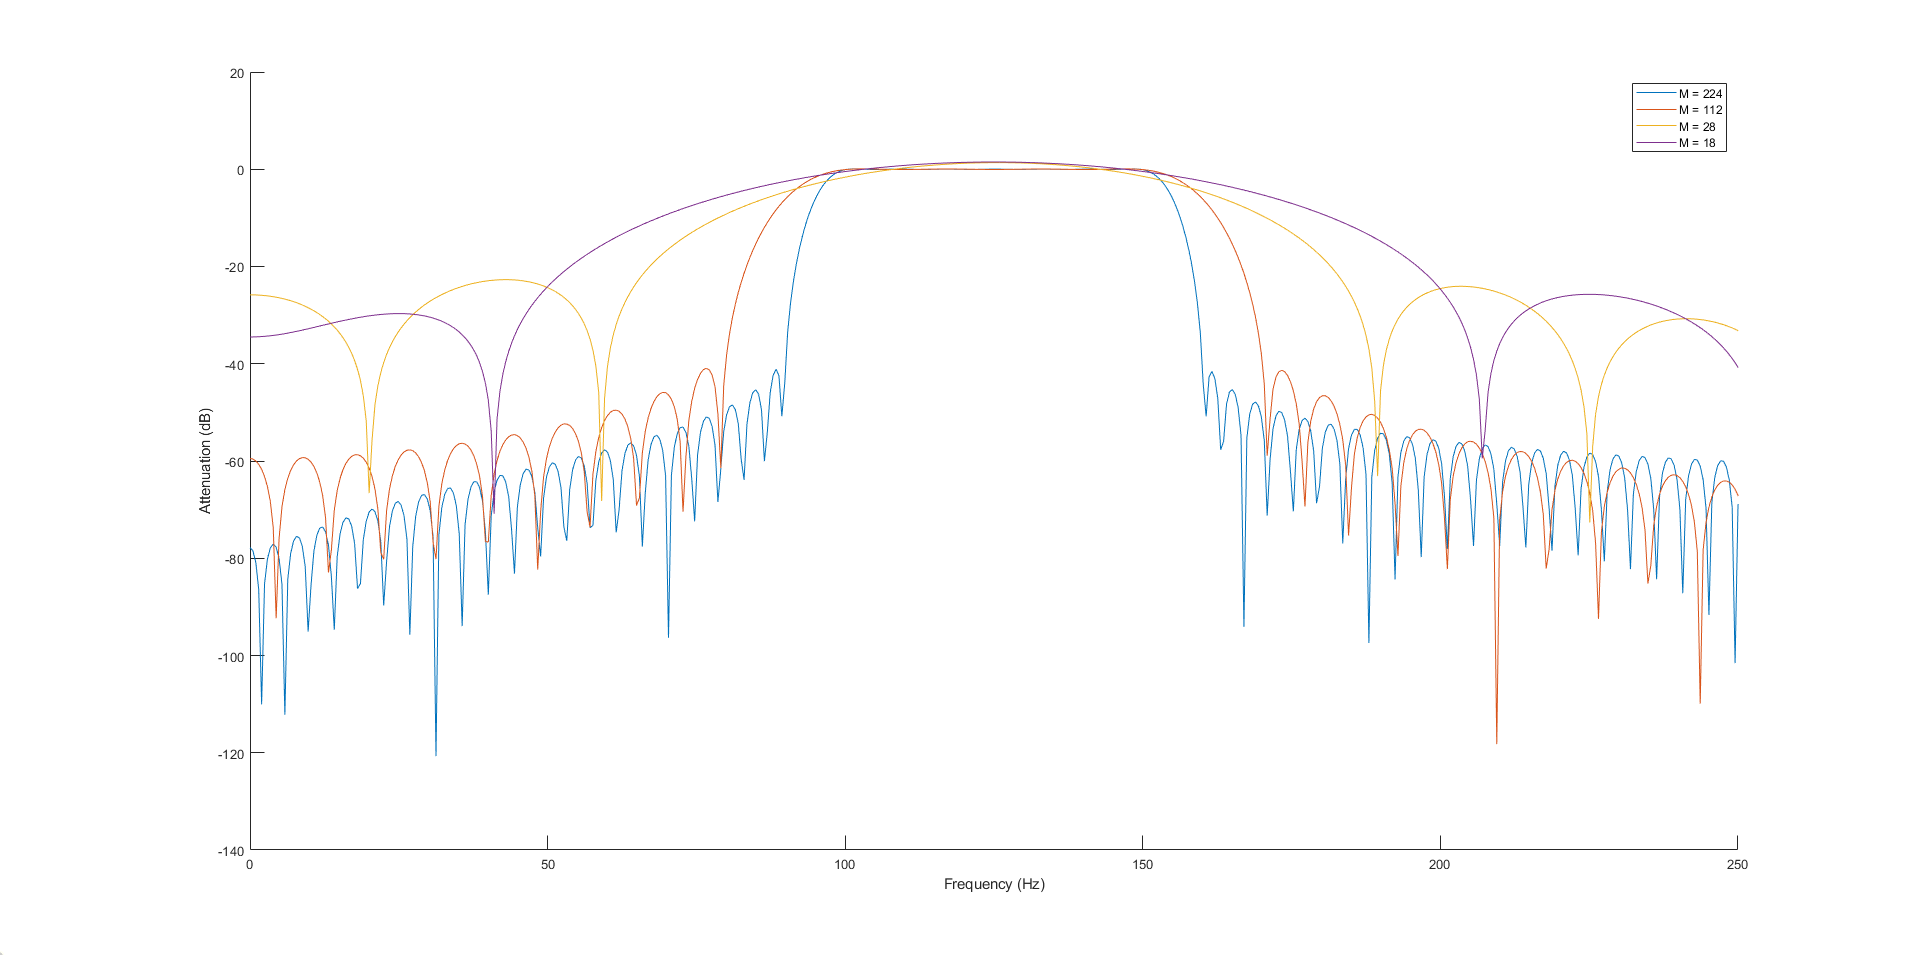 20
0
-20
-40
-60
-80
-100
-120
-140
Attenuation (dB)
0 50 100 150 200 250
Frequency (Hz)
M = 224
M = 112
M = 28
M = 18